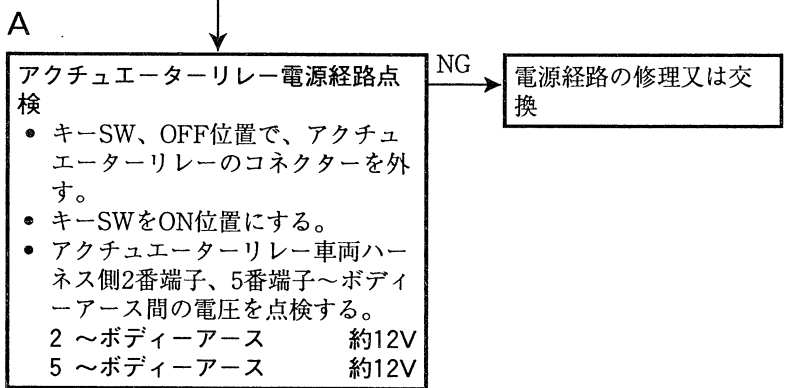 A
アクチュエーターリレー電源経路点
検
• キーSW、OFF位置で、アクチュ
エーターリレーのコネクターを外
す。
• キーSWをON位置にする。
• アクチュエーターリレー車両ハー
ネス側2番端子、5番端子～ボディ
ーアース間の電圧を点検する。
2 ～ボディーアース 約12V
5 ～ボディーアース 約12V
NG
電源経路の修理又は交
換